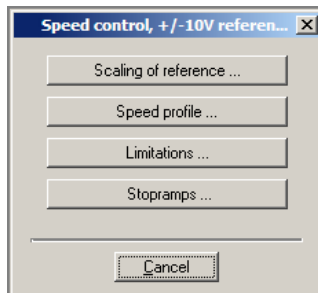 Speed control, +/-10V referen...
Scaling of reference ...
Speed profile ...
Limitations ...
Stopramps ...
Cancel